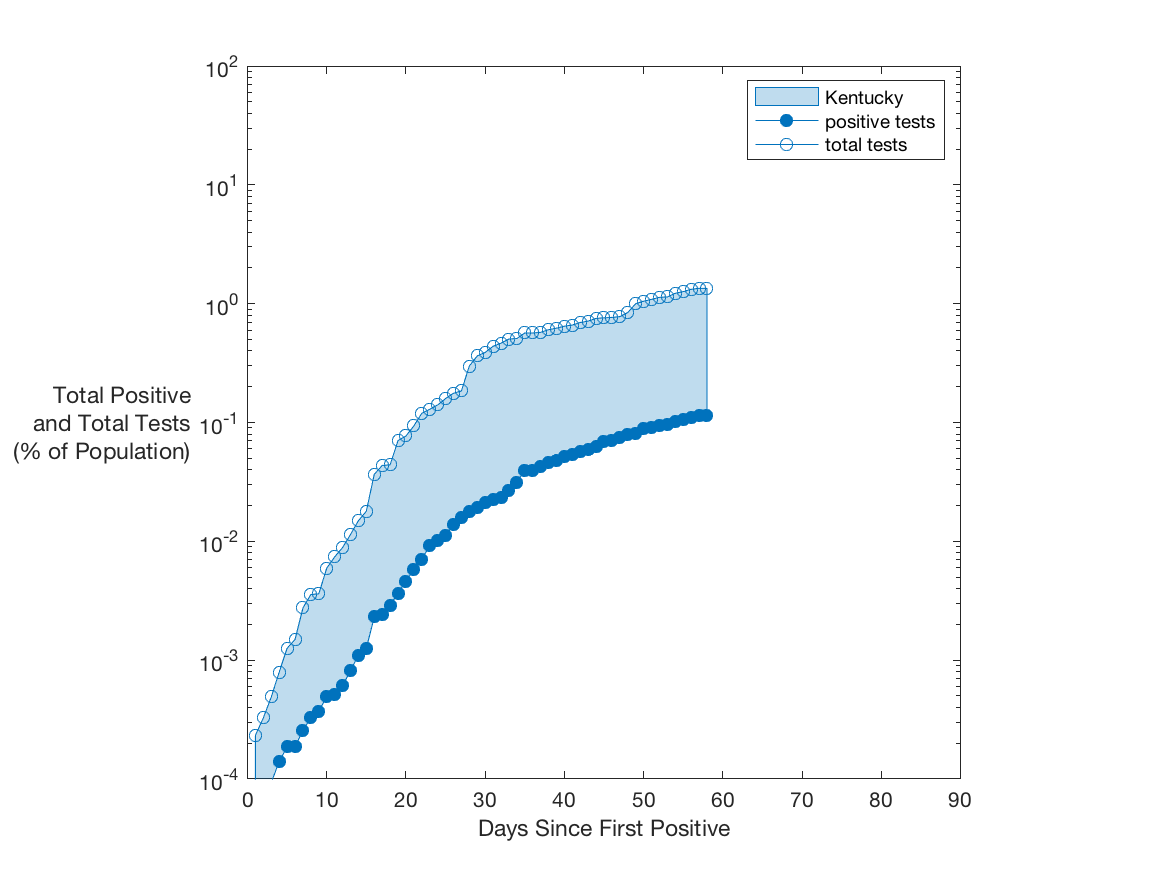 10^2
10^1
10^0
10^-1
10^-2
10^-3
10^-4
Total Positive
and Total Tests
(% of Population)
Kentucky
positive tests
total tests
0 10 20 30 40 50 60 70 80 90
Days Since First Positive